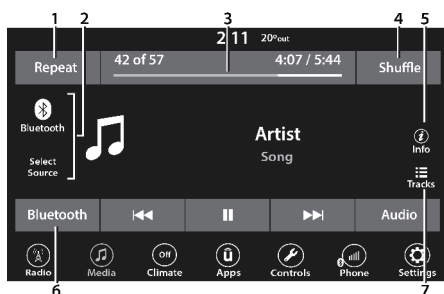 1 2 3 4 5
2 11 20°out
Repeat 42 of 57 4:07 / 5:44 Shuffle
Bluetooth
Select
Source
Artist
Song
Info
Tracks
Bluetooth Audio
Off
Radio Media Climate Apps Controls Phone Settings
6 7